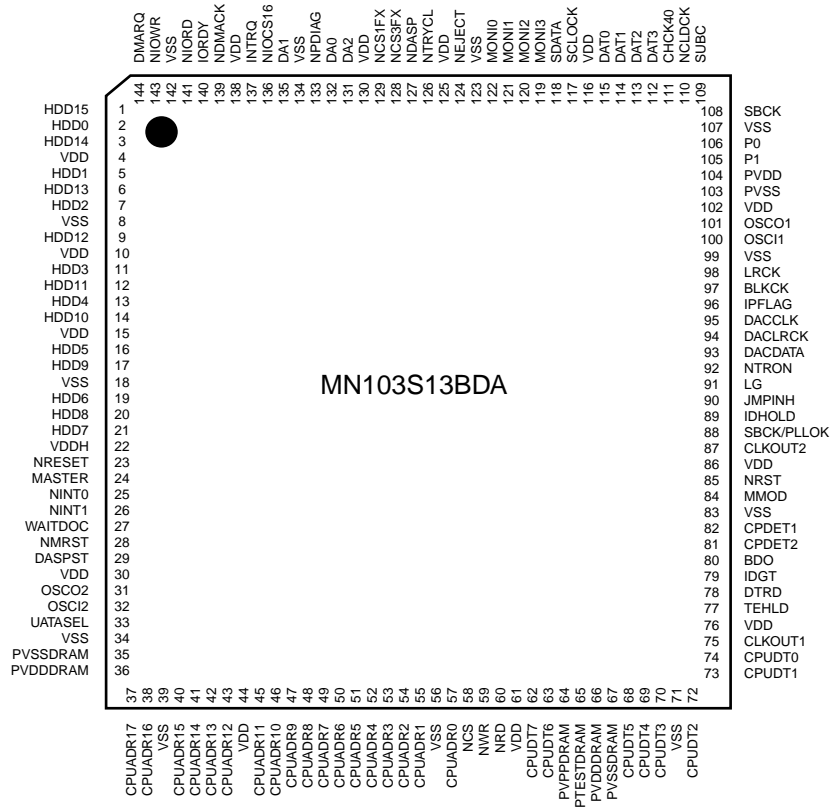 DMARQ 144
NIOWR 143
VSS 142
NIORD 141
IORDY 140
NDMACK 139
VDD 138
INTRQ 137
NIOCS16 136
DA1 135
VSS 134
NPDIAG 133
DA0 132
DA2 131
VDD 130
NCS1FX 129
NCS3FX 128
NDASP 127
NTRYCL 126
VDD 125
NEJECT 124
VSS 123
MONI0 122
MONI1 121
MONI2 120
MONI3 119
SDATA 118
SCLOCK 117
VDD 116
DAT0 115
DAT1 114
DAT2 113
DAT3 112
CHCK40 111
NCLDCK 110
SUBC 109
HDD15 1
HDD0 2
HDD14 3
VDD 4
HDD1 5
HDD13 6
HDD2 7
VSS 8
HDD12 9
VDD 10
HDD3 11
HDD11 12
HDD4 13
HDD10 14
VDD 15
HDD5 16
HDD9 17
VSS 18
HDD6 19
HDD8 20
HDD7 21
VDDH 22
NRESET 23
MASTER 24
NINT0 25
NINT1 26
WAITDOC 27
NMRST 28
DASPST 29
VDD 30
OSCO2 31
OSCI2 32
UATASEL 33
VSS 34
PVSSDRAM 35
PVDDDRAM 36
MN103S13BDA
108 SBCK
107 VSS
106 P0
105 P1
104 PVDD
103 PVSS
102 VDD
101 OSCO1
100 OSCI1
99 VSS
98 LRCK
97 BLKCK
96 IPFLAG
95 DACCLK
94 DACLRCK
93 DACDATA
92 NTRON
91 LG
90 JMPINH
89 IDHOLD
88 SBCK/PLLOK
87 CLKOUT2
86 VDD
85 NRST
84 MMOD
83 VSS
82 CPDET1
81 CPDET2
80 BDO
79 IDGT
78 DTRD
77 TEHLD
76 VDD
75 CLKOUT1
74 CPUDT0
73 CPUDT1
37 CPUADR17
38 CPUADR16
39 VSS
40 CPUADR15
41 CPUADR14
42 CPUADR13
43 CPUADR12
44 VDD
45 CPUADR11
46 CPUADR10
47 CPUADR9
48 CPUADR8
49 CPUADR7
50 CPUADR6
51 CPUADR5
52 CPUADR4
53 CPUADR3
54 CPUADR2
55 CPUADR1
56 VSS
57 CPUADR0
58 NCS
59 NWR
60 NRD
61 VDD
62 CPUDT7
63 CPUDT6
64 PVPPDRAM
65 PTESTDRAM
66 PVDDDRAM
67 PVSSDRAM
68 CPUDT5
69 CPUDT4
70 CPUDT3
71 VSS
72 CPUDT2